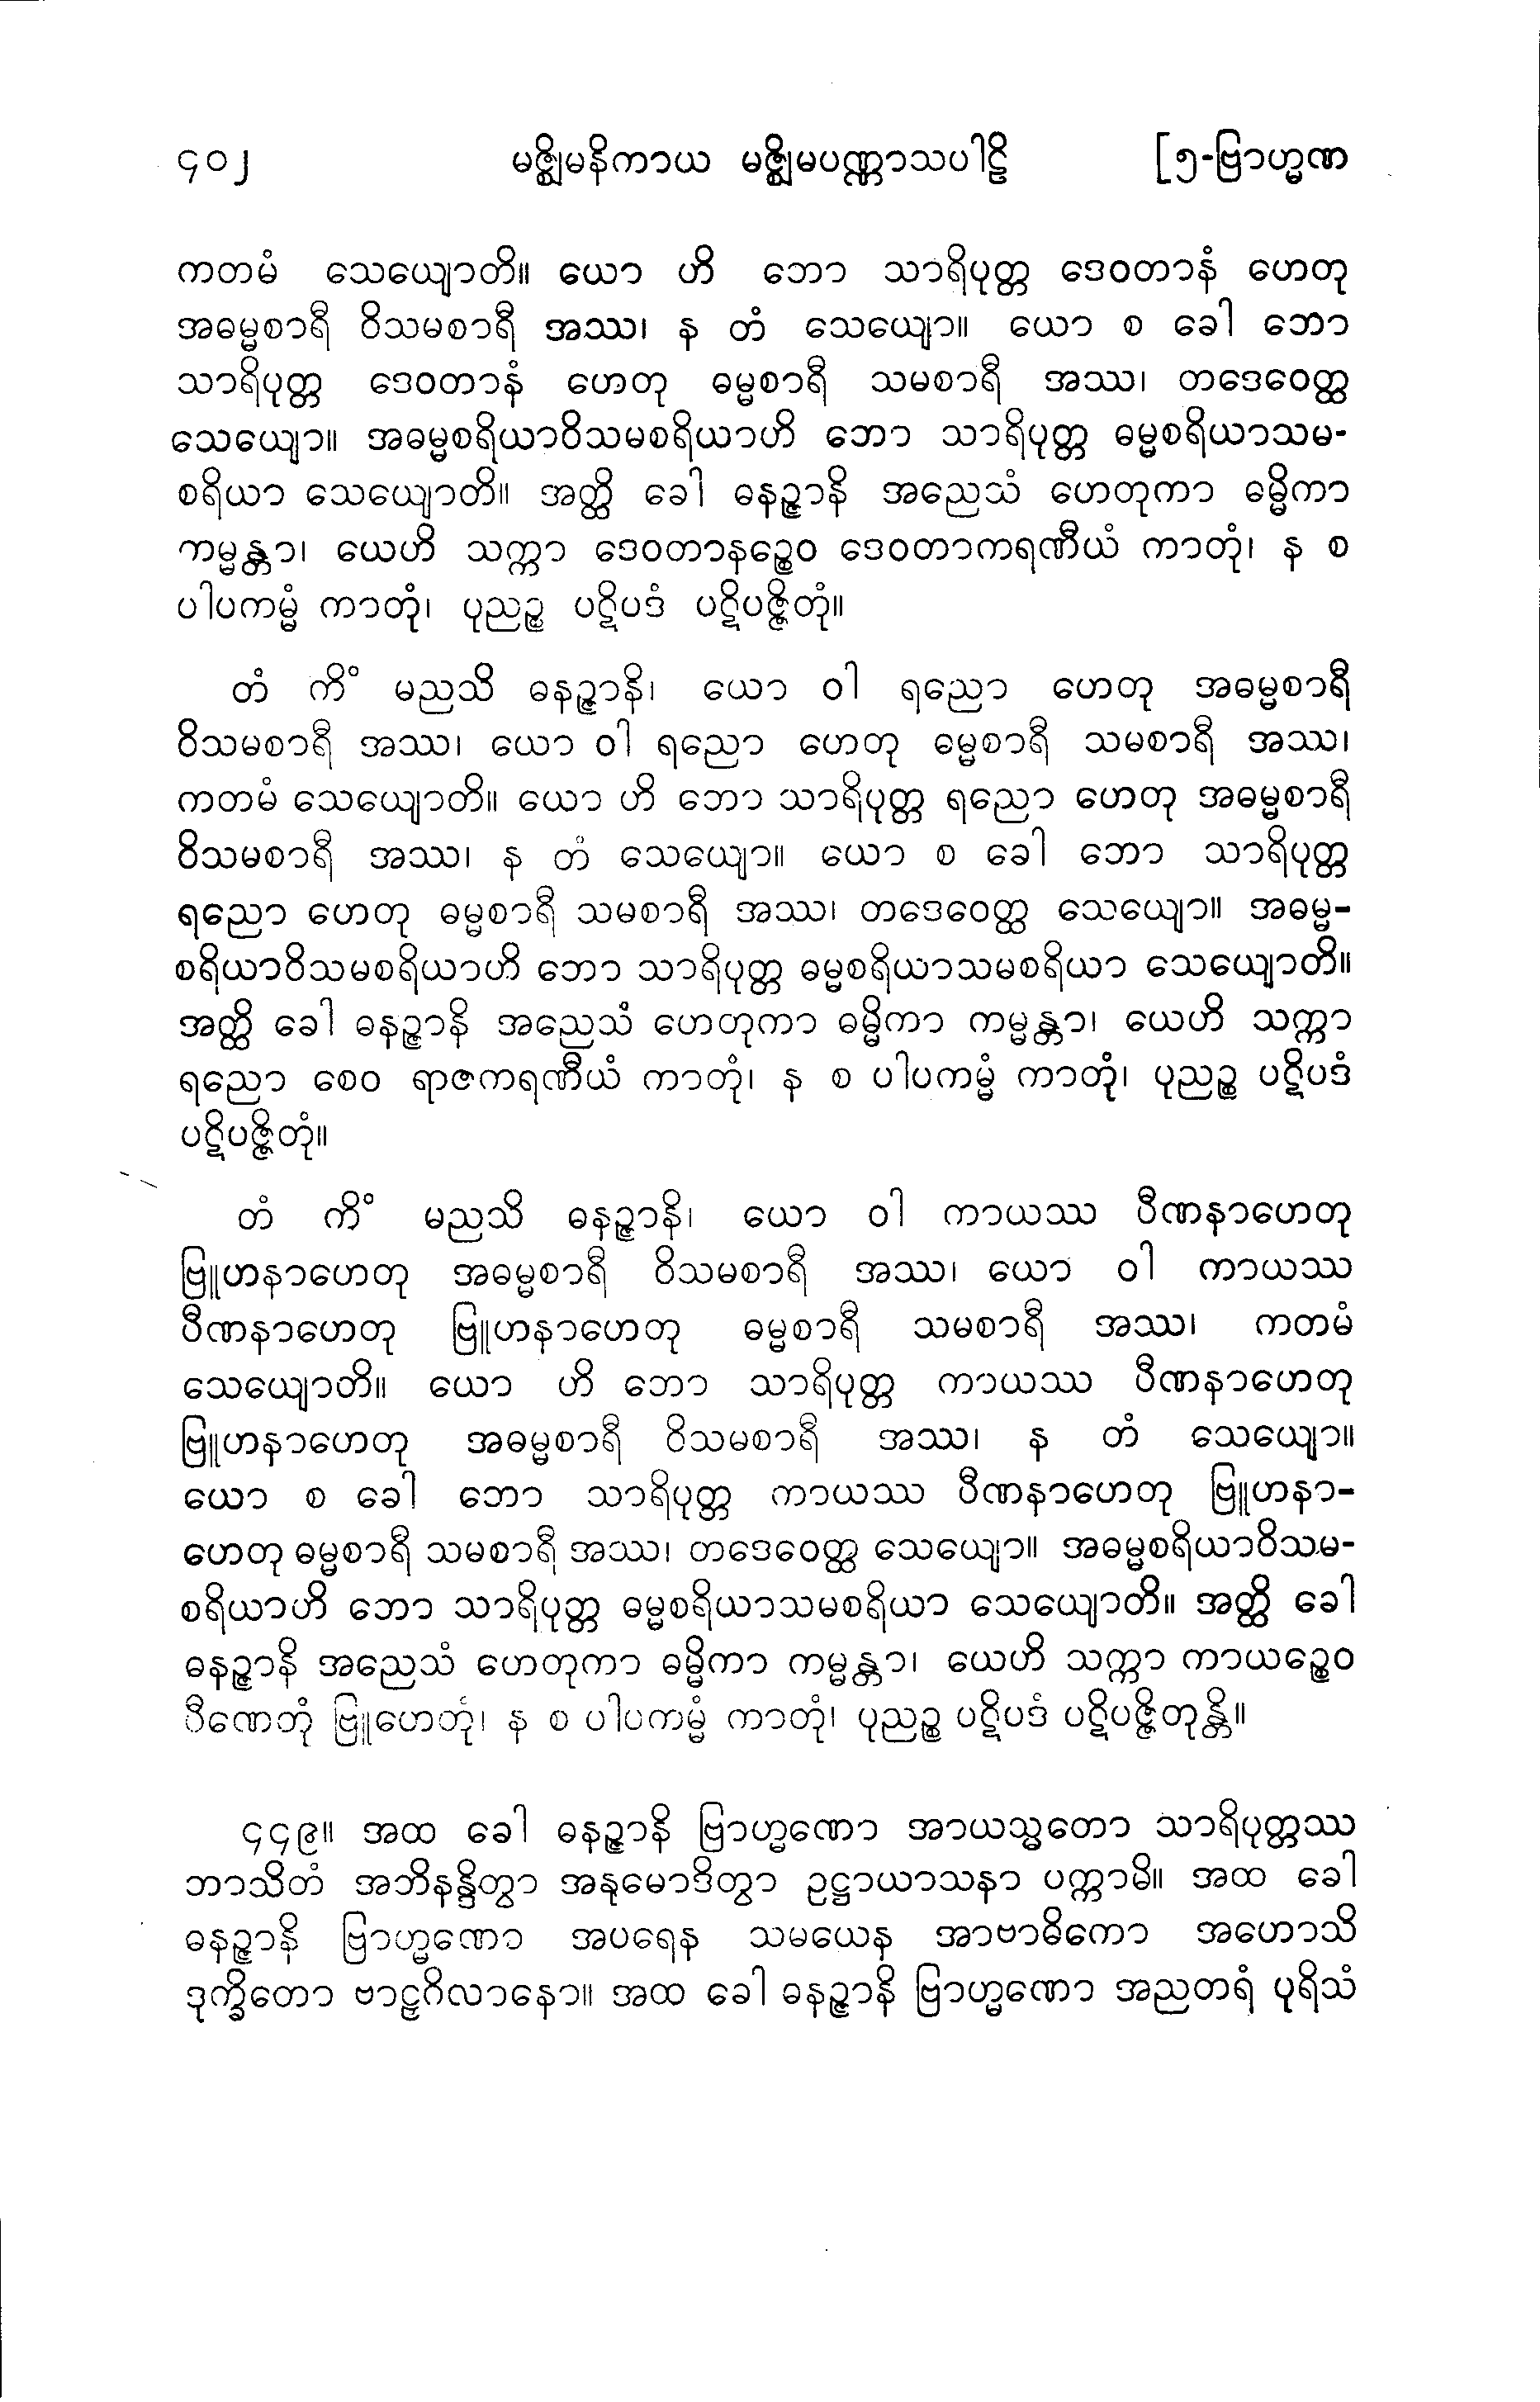 ၄၀၂ မဇ္ဈိမနိကာယ မဇ္ဈိမပဏ္ဏာသပါဠိ [၅-ဗြာဟ္မဏ
ကတမံ သေယျောတိ။ ယော ဟိ ဘော သာရိပုတ္တ ဒေဝတာနံ ဟေတု
အဓမ္မစာရီ ဝိသမစာရီ အဿ၊ န တံ သေယျော။ ယော စ ခေါ ဘော
သာရိပုတ္တ ဒေဝတာနံ ဟေတု ဓမ္မစာရီ သမစာရီ အဿ၊ တဒေဝေတ္ထ
သေယျော။ အဓမ္မစရိယာဝိသမစရိယာဟိ ဘော သာရိပုတ္တ ဓမ္မစရိယာသမ-
စရိယာ သေယျောတိ။ အတ္ထိ ခေါ ဓနဉ္ဇာနိ အညေသံ ဟေတုကာ ဓမ္မိကာ
ကမ္မန္တာ၊ ယေဟိ သက္ကာ ဒေဝတာနဉ္စေဝ ဒေဝတာကရဏီယံ ကာတုံ၊ န စ
ပါပကမ္မံ ကာတုံ၊ ပုညဉ္စ ပဋိပဒံ ပဋိပဇ္ဇိတုံ။
တံ ကိံ မညသိ ဓနဉ္ဇာနိ၊ ယော ဝါ ရညော ဟေတု အဓမ္မစာရီ
ဝိသမစာရီ အဿ၊ ယော ဝါ ရညော ဟေတု ဓမ္မစာရီ သမစာရီ အဿ၊
ကတမံ သေယျောတိ။ ယော ဟိ ဘော သာရိပုတ္တ ရညော ဟေတု အဓမ္မစာရီ
ဝိသမစာရီ အဿ၊ န တံ သေယျော။ ယော စ ခေါ ဘော သာရိပုတ္တ
ရညော ဟေတု ဓမ္မစာရီ သမစာရီ အဿ၊ တဒေဝေတ္ထ သေယျော။ အဓမ္မ-
စရိယာဝိသမစရိယာဟိ ဘော သာရိပုတ္တ ဓမ္မစရိယာသမစရိယာ သေယျောတိ။
အတ္ထိ ခေါ ဓနဉ္ဇာနိ အညေသံ ဟေတုကာ ဓမ္မိကာ ကမ္မန္တာ၊ ယေဟိ သက္ကာ
ရညော စေဝ ရာဇကရဏီယံ ကာတုံ၊ န စ ပါပကမ္မံ ကာတုံ၊ ပုညဉ္စ ပဋိပဒံ
ပဋိပဇ္ဇိတုံ။
တံ ကိံ မညသိ ဓနဉ္ဇာနိ၊ ယော ဝါ ကာယဿ ပီဏနာဟေတု
ဗြူဟနာဟေတု အဓမ္မစာရီ ဝိသမစာရီ အဿ၊ ယော ဝါ ကာယဿ
ပီဏနာဟေတု ဗြူဟနာဟေတု ဓမ္မစာရီ သမစာရီ အဿ၊ ကတမံ
သေယျောတိ။ ယော ဟိ ဘော သာရိပုတ္တ ကာယဿ ပီဏနာဟေတု
ဗြူဟနာဟေတု အဓမ္မစာရီ ဝိသမစာရီ အဿ၊ န တံ သေယျော။
ယော စ ခေါ ဘော သာရိပုတ္တ ကာယဿ ပီဏနာဟေတု ဗြူဟနာ-
ဟေတု ဓမ္မစာရီ သမစာရီ အဿ၊ တဒေဝေတ္ထ သေယျော။ အဓမ္မစရိယာဝိသမ-
စရိယာဟိ ဘော သာရိပုတ္တ ဓမ္မစရိယာသမစရိယာ သေယျောတိ။ အတ္ထိ ခေါ
ဓနဉ္ဇာနိ အညေသံ ဟေတုကာ ဓမ္မိကာ ကမ္မန္တာ၊ ယေဟိ သက္ကာ ကာယဉ္စေဝ
ပီဏေတုံ ဗြူဟေတုံ၊ န စ ပါပကမ္မံ ကာတုံ၊ ပုညဉ္စ ပဋိပဒံ ပဋိပဇ္ဇိတုန္တိ။
၄၄၉။ အထ ခေါ ဓနဉ္ဇာနိ ဗြာဟ္မဏော အာယသ္မတော သာရိပုတ္တဿ
ဘာသိတံ အဘိနန္ဒိတွာ အနုမောဒိတွာ ဥဋ္ဌာယာသနာ ပက္ကာမိ။ အထ ခေါ
ဓနဉ္ဇာနိ ဗြာဟ္မဏော အပရေန သမယေန အာဗာဓိကော အဟောသိ
ဒုက္ခိတော ဗာဠှဂိလာနော။ အထ ခေါ ဓနဉ္ဇာနိ ဗြာဟ္မဏော အညတရံ ပုရိသံ